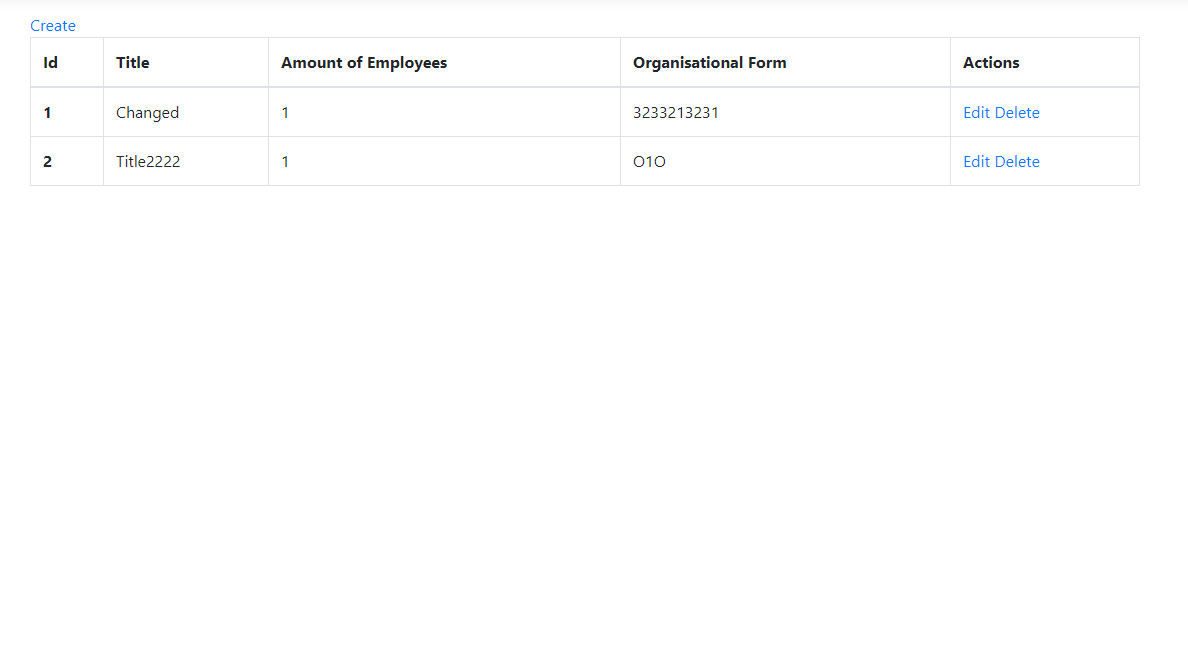 Create
Id Title Amount of Employees Organisational Form Actions
1 Changed 1 3233213231 Edit Delete
2 Title2222 1 O1O Edit Delete